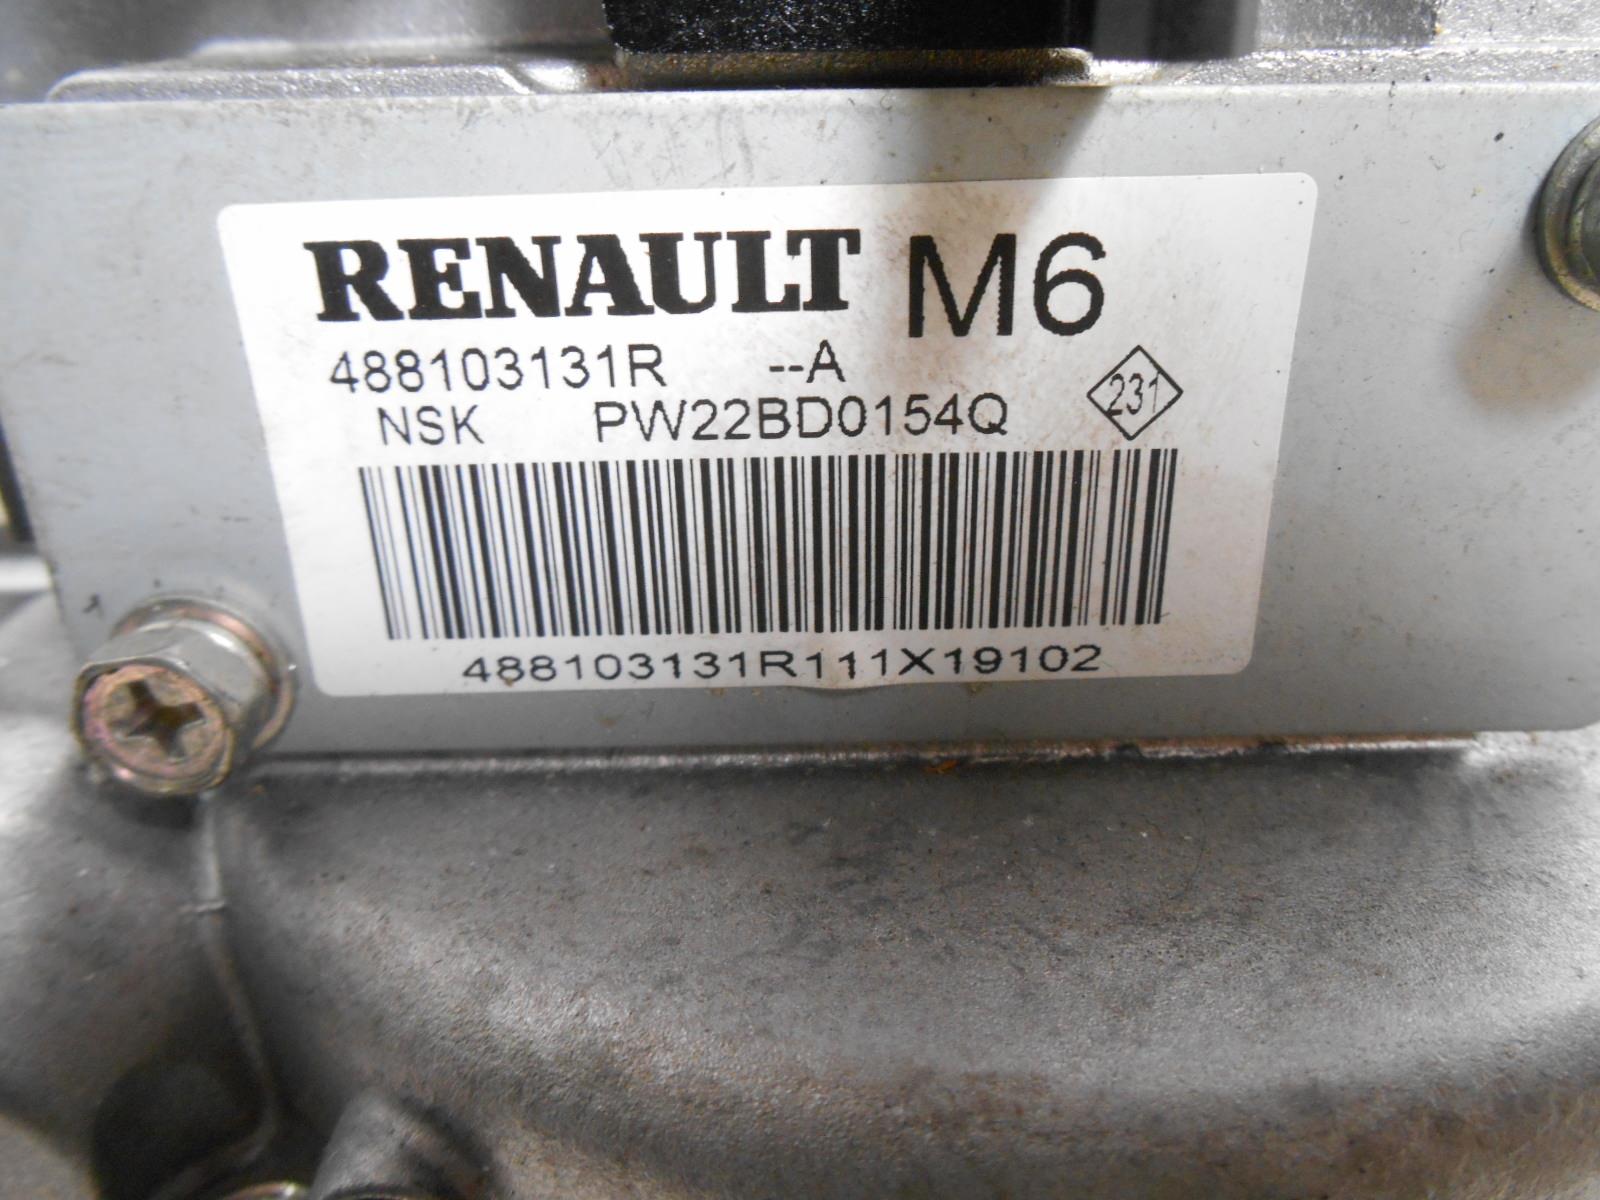 RENAULT M6
488103131R --A
NSK PW22BD0154Q 231
488103131R111X19102